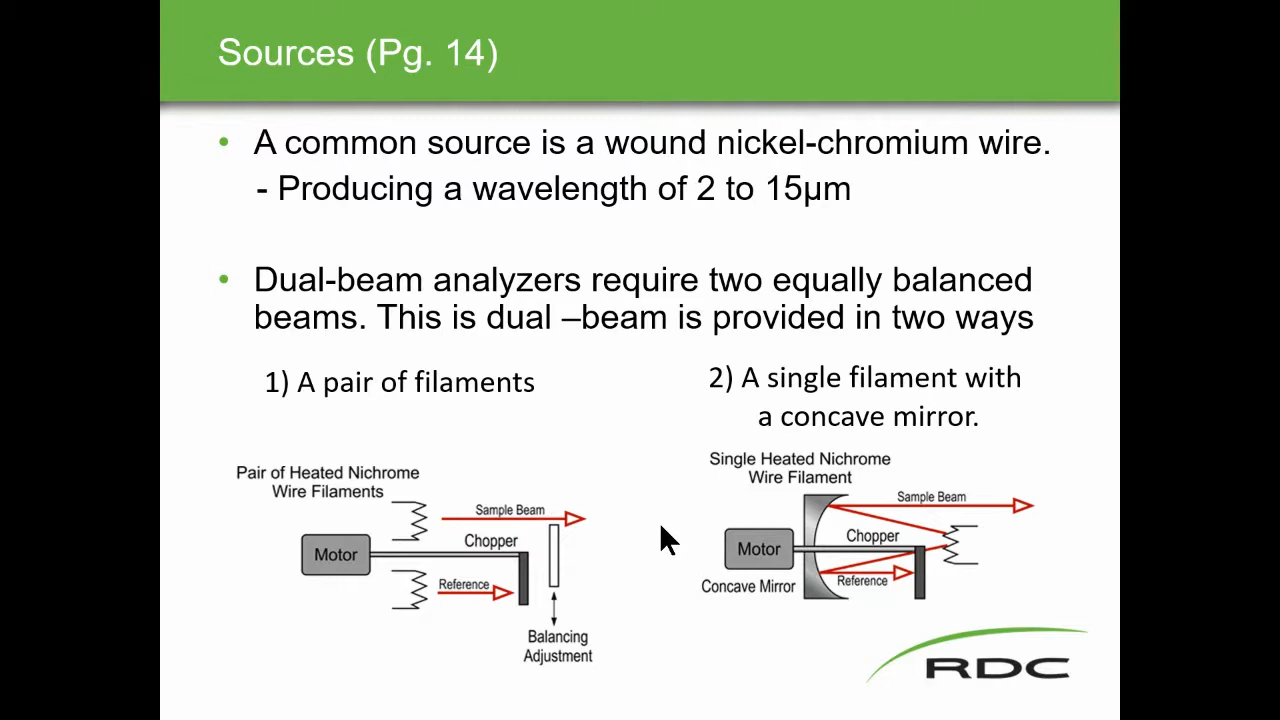 Sources (Pg. 14)
• A common source is a wound nickel-chromium wire.
- Producing a wavelength of 2 to 15µm
• Dual-beam analyzers require two equally balanced
beams. This is dual –beam is provided in two ways
1) A pair of filaments
2) A single filament with
a concave mirror.
Pair of Heated Nichrome
Wire Filaments
Sample Beam
Motor
Chopper
Reference
Balancing
Adjustment
Single Heated Nichrome
Wire Filament
Sample Beam
Motor
Chopper
Concave Mirror
Reference
RDC